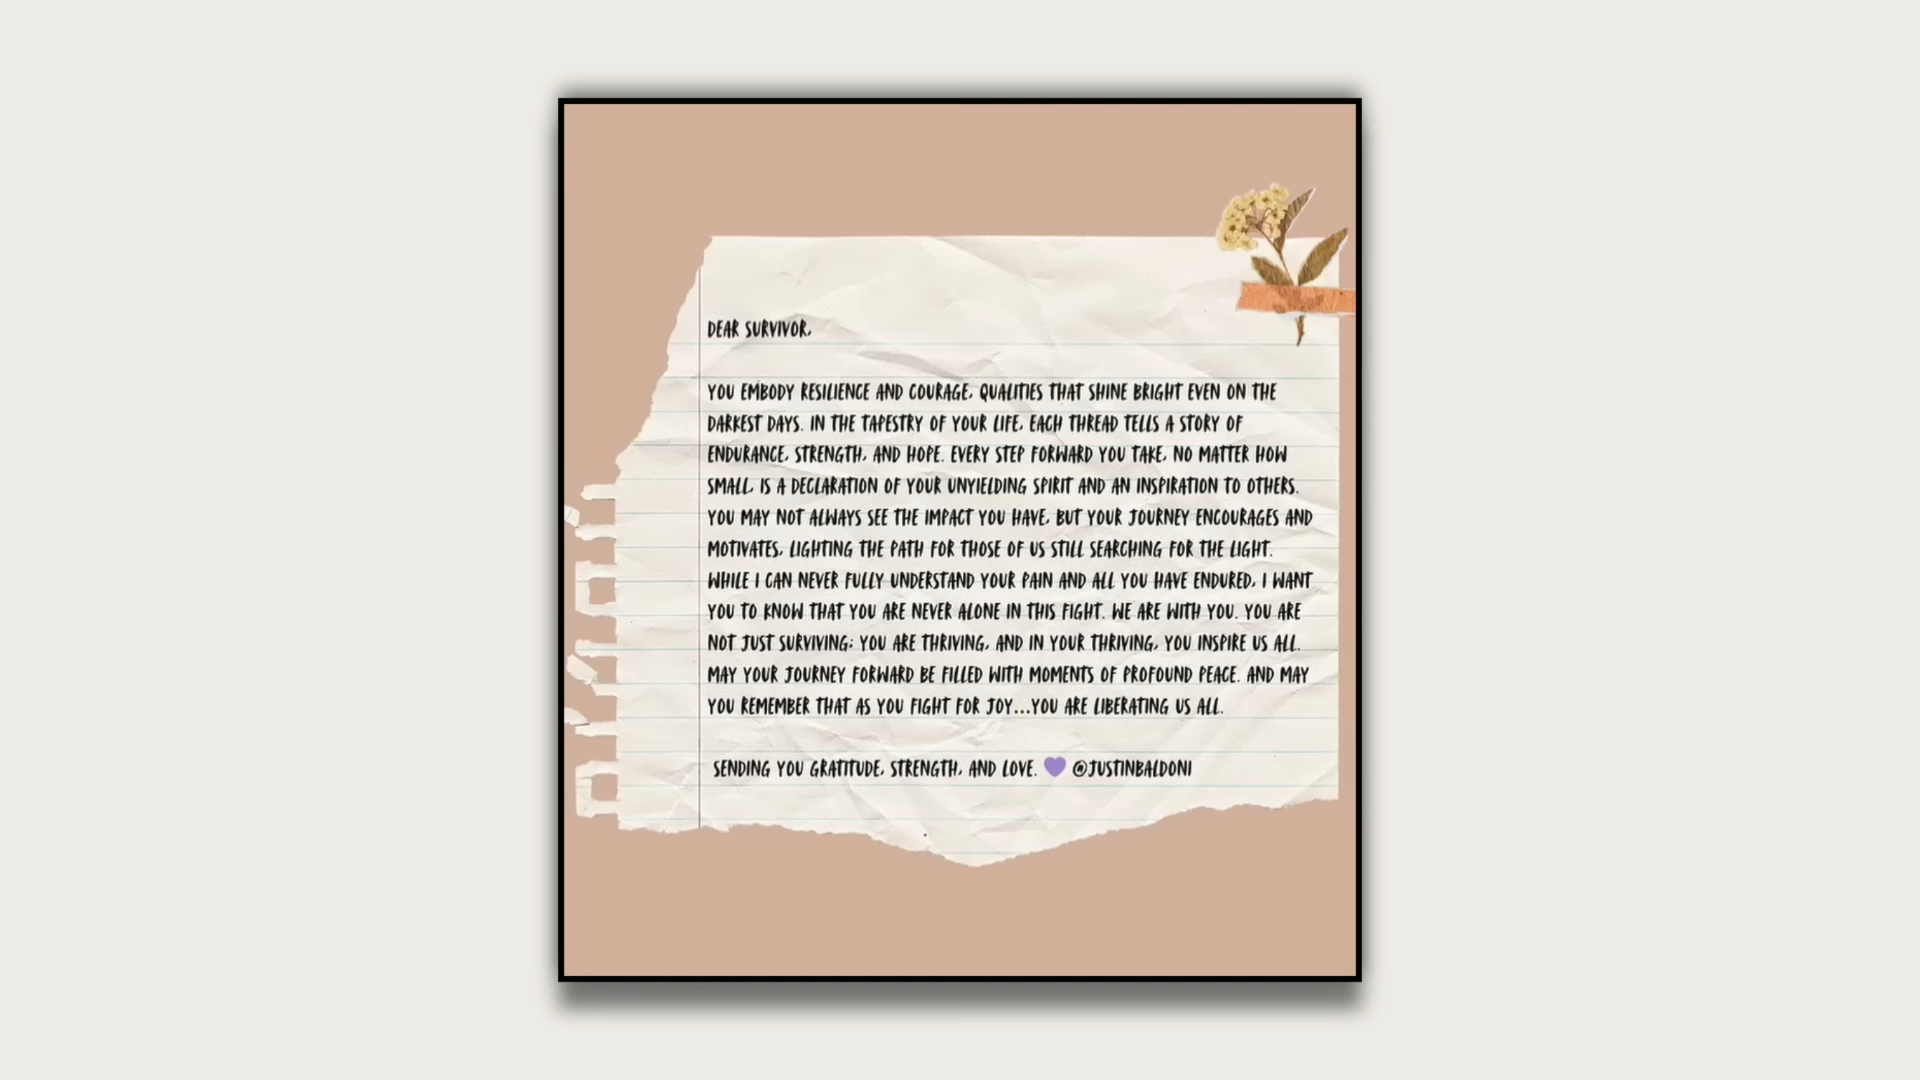 DEAR SURVIVOR,
YOU EMBODY RESILIENCE AND COURAGE, QUALITIES THAT SHINE BRIGHT EVEN ON THE
DARKEST DAYS. IN THE TAPESTRY OF YOUR LIFE, EACH THREAD TELLS A STORY OF
ENDURANCE, STRENGTH, AND HOPE. EVERY STEP FORWARD YOU TAKE, NO MATTER HOW
SMALL, IS A DECLARATION OF YOUR UNYIELDING SPIRIT AND AN INSPIRATION TO OTHERS.
YOU MAY NOT ALWAYS SEE THE IMPACT YOU HAVE, BUT YOUR JOURNEY ENCOURAGES AND
MOTIVATES, LIGHTING THE PATH FOR THOSE OF US STILL SEARCHING FOR THE LIGHT.
WHILE I CAN NEVER FULLY UNDERSTAND YOUR PAIN AND ALL YOU HAVE ENDURED, I WANT
YOU TO KNOW THAT YOU ARE NEVER ALONE IN THIS FIGHT. WE ARE WITH YOU. YOU ARE
NOT JUST SURVIVING; YOU ARE THRIVING, AND IN YOUR THRIVING, YOU INSPIRE US ALL.
MAY YOUR JOURNEY FORWARD BE FILLED WITH MOMENTS OF PROFOUND PEACE. AND MAY
YOU REMEMBER THAT AS YOU FIGHT FOR JOY...YOU ARE LIBERATING US ALL.
SENDING YOU GRATITUDE, STRENGTH, AND LOVE. 💜 @JUSTINBALDONI